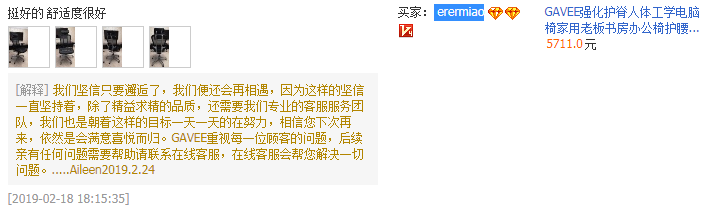 挺好的 舒适度很好
[解释] 我们坚信只要邂逅了，我们便还会再相遇，因为这样的坚信
一直坚持着，除了精益求精的品质，还需要我们专业的客服服务团
队，我们也是朝着这样的目标一天一天的在努力，相信您下次再
来，依然是会满意喜悦而归。GAVEE重视每一位顾客的问题，后续
亲有任何问题需要帮助请联系在线客服，在线客服会帮您解决一切
问题。.....Aileen2019.2.24
[2019-02-18 18:15:35]
买家：erermiao
GAVEE强化护脊人体工学电脑
椅家用老板书房办公椅护腰...
5711.0元